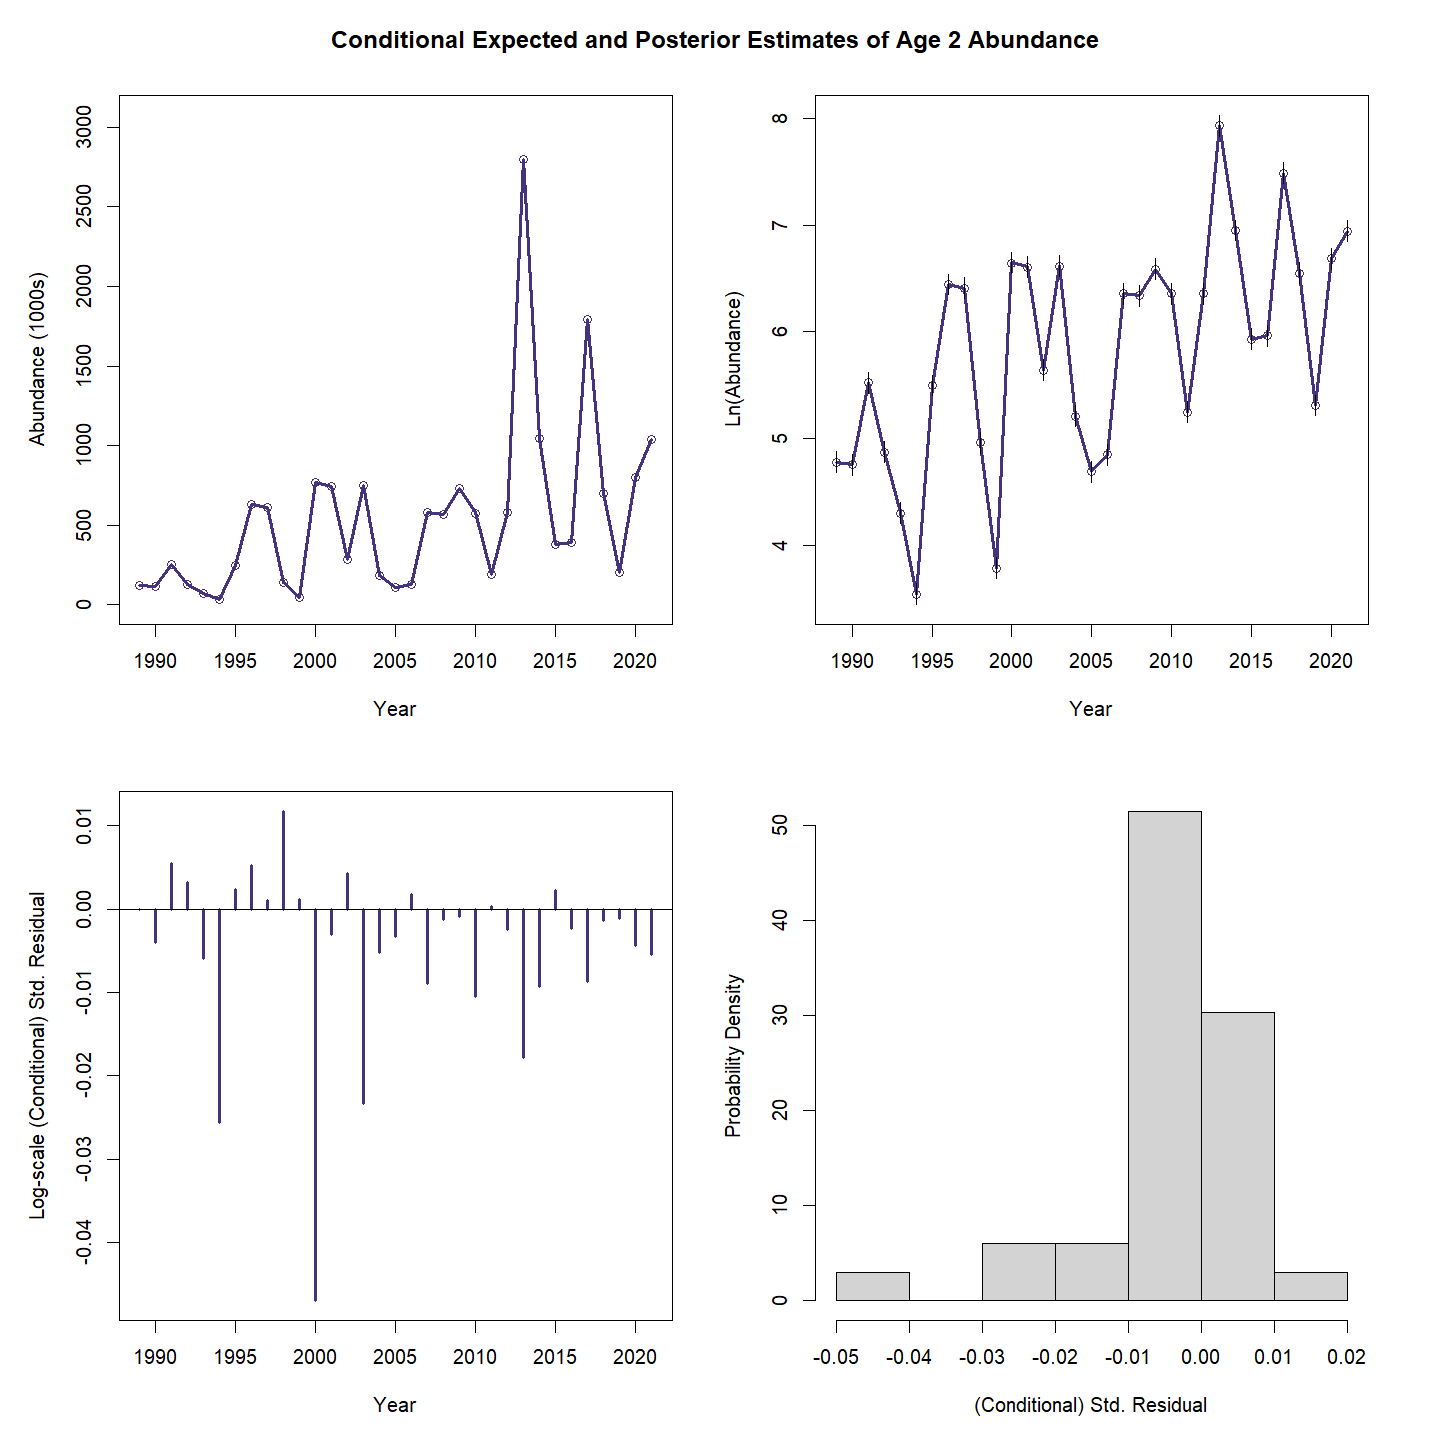 Conditional Expected and Posterior Estimates of Age 2 Abundance
Abundance (1000s)
3000
2500
2000
1500
1000
500
0
1990 1995 2000 2005 2010 2015 2020
Year
Ln(Abundance)
8
7
6
5
4
1990 1995 2000 2005 2010 2015 2020
Year
Log-scale (Conditional) Std. Residual
0.01
0.00
-0.01
-0.02
-0.03
-0.04
1990 1995 2000 2005 2010 2015 2020
Year
Probability Density
50
40
30
20
10
0
-0.05 -0.04 -0.03 -0.02 -0.01 0.00 0.01 0.02
(Conditional) Std. Residual